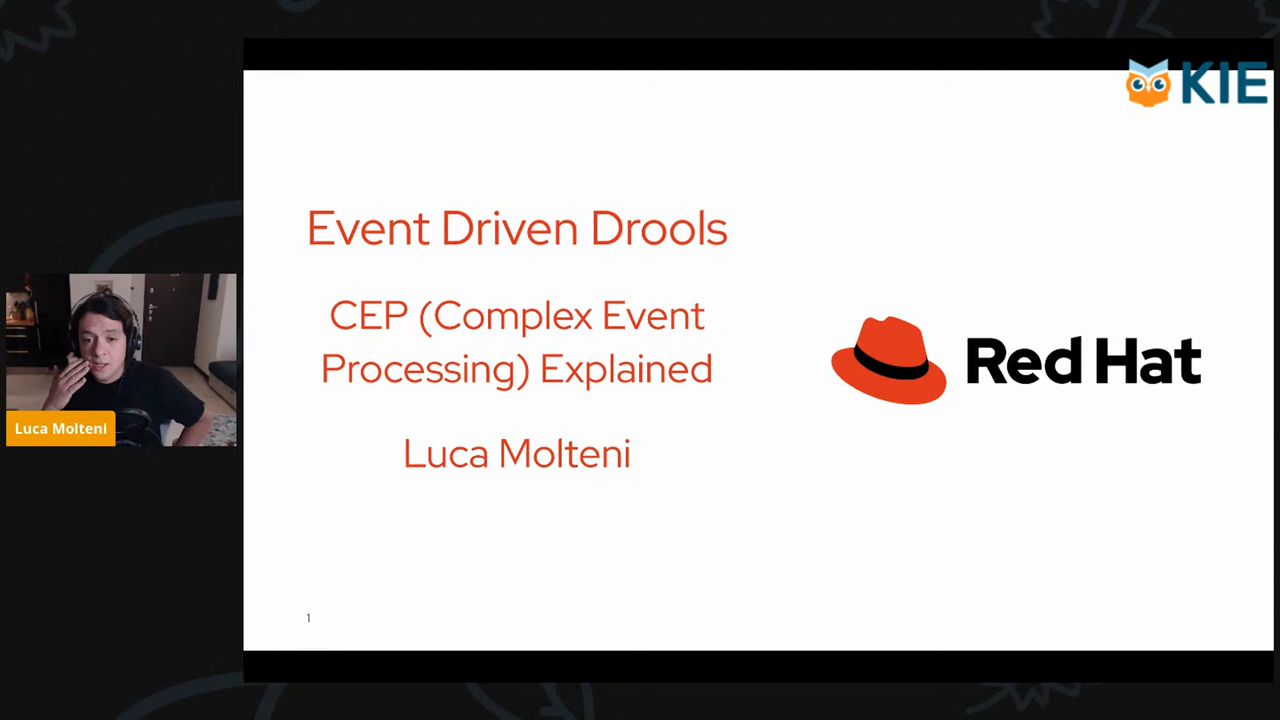 KIE
Event Driven Drools
CEP (Complex Event
Processing) Explained
Luca Molteni
Red Hat
Luca Molteni
1